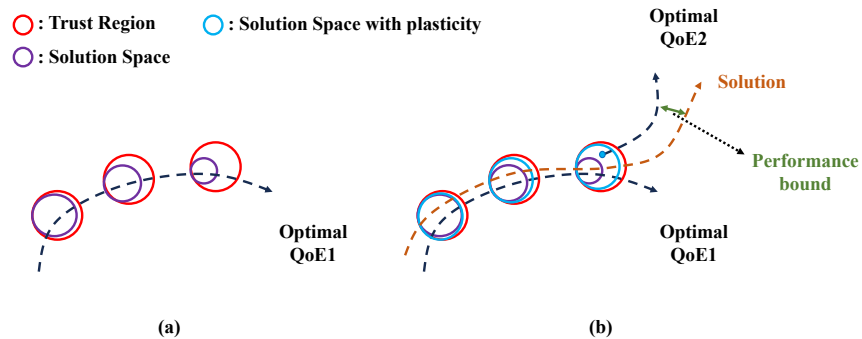 : Trust Region
: Solution Space with plasticity
: Solution Space
Optimal
QoE2
Solution
Performance
bound
Optimal
QoE1
Optimal
QoE1
(a)
(b)